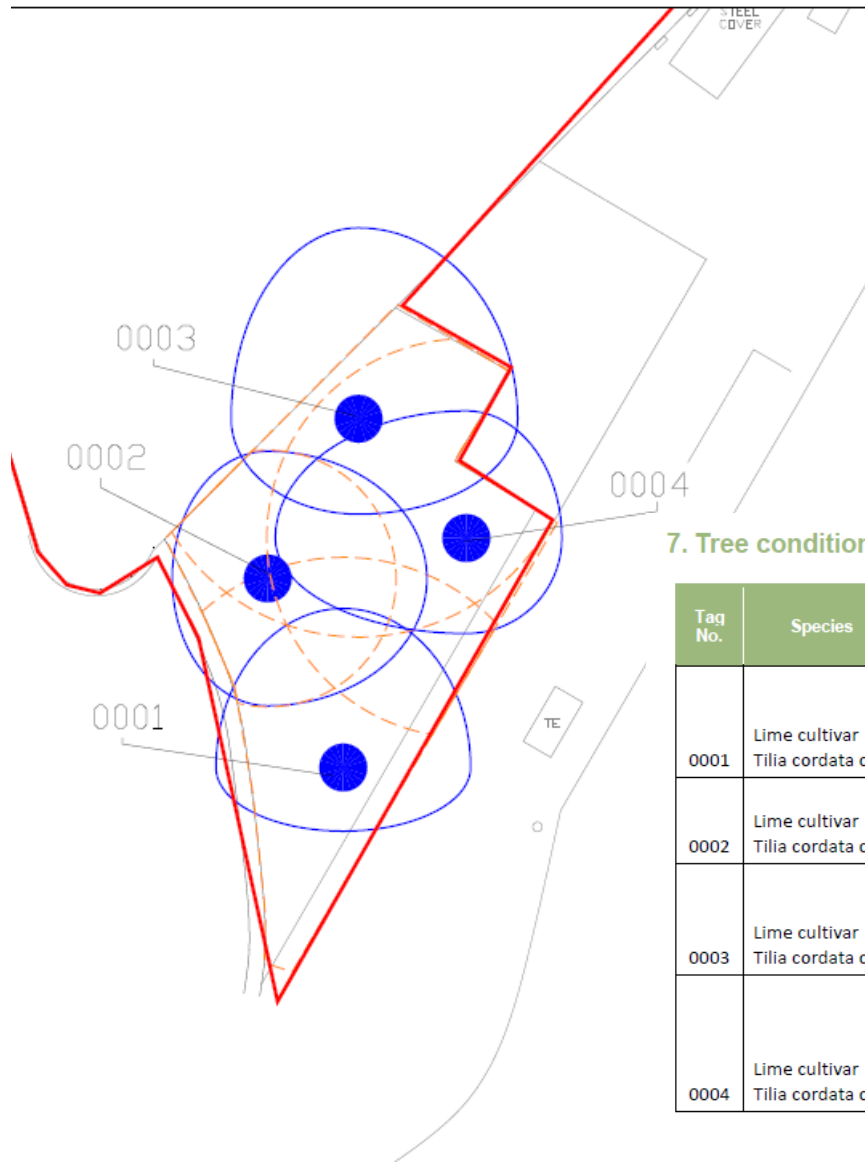 STEEL
COVER
0003
0002
0004
0001
TE
7. Tree condition
Tag
No.
Species
0001
Lime cultivar
Tilia cordata c
0002
Lime cultivar
Tilia cordata c
0003
Lime cultivar
Tilia cordata c
0004
Lime cultivar
Tilia cordata c